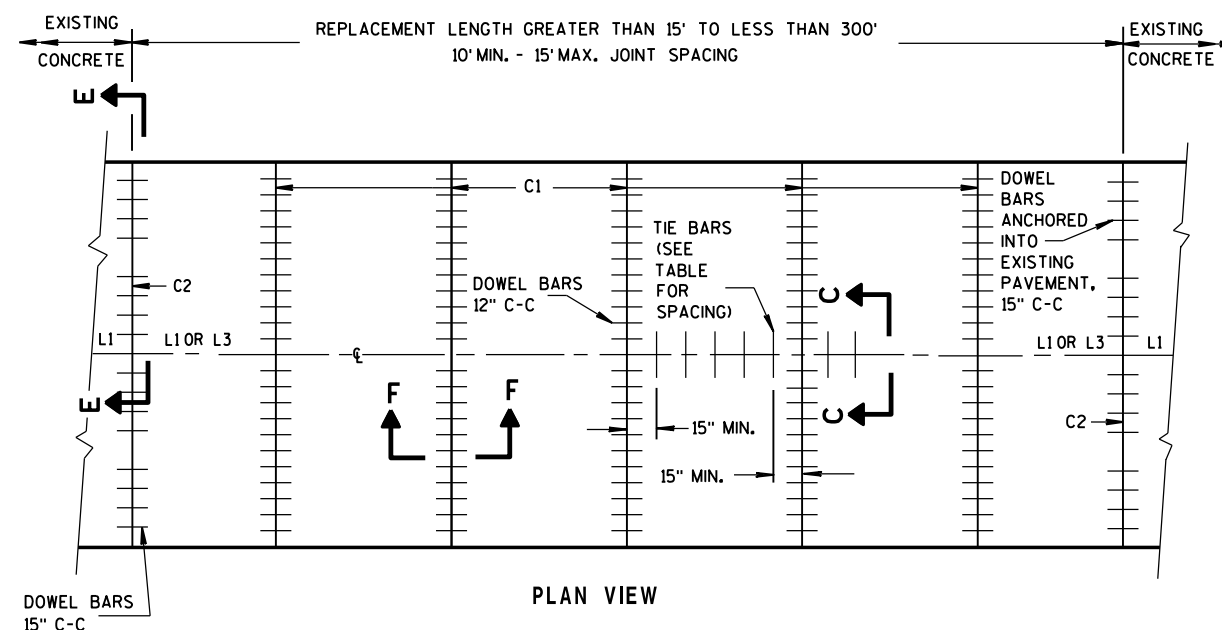 EXISTING
CONCRETE
REPLACEMENT LENGTH GREATER THAN 15' TO LESS THAN 300'
10' MIN. - 15' MAX. JOINT SPACING
EXISTING
CONCRETE
E
C1
DOWEL
BARS
ANCHORED
INTO
EXISTING
PAVEMENT,
15" C-C
TIE BARS
(SEE
TABLE
FOR
SPACING)
DOWEL BARS
12" C-C
C2
C
L1
L1 OR L3
℄
L1 OR L3
L1
E
F
F
C
C2
15" MIN.
15" MIN.
PLAN VIEW
DOWEL BARS
15" C-C